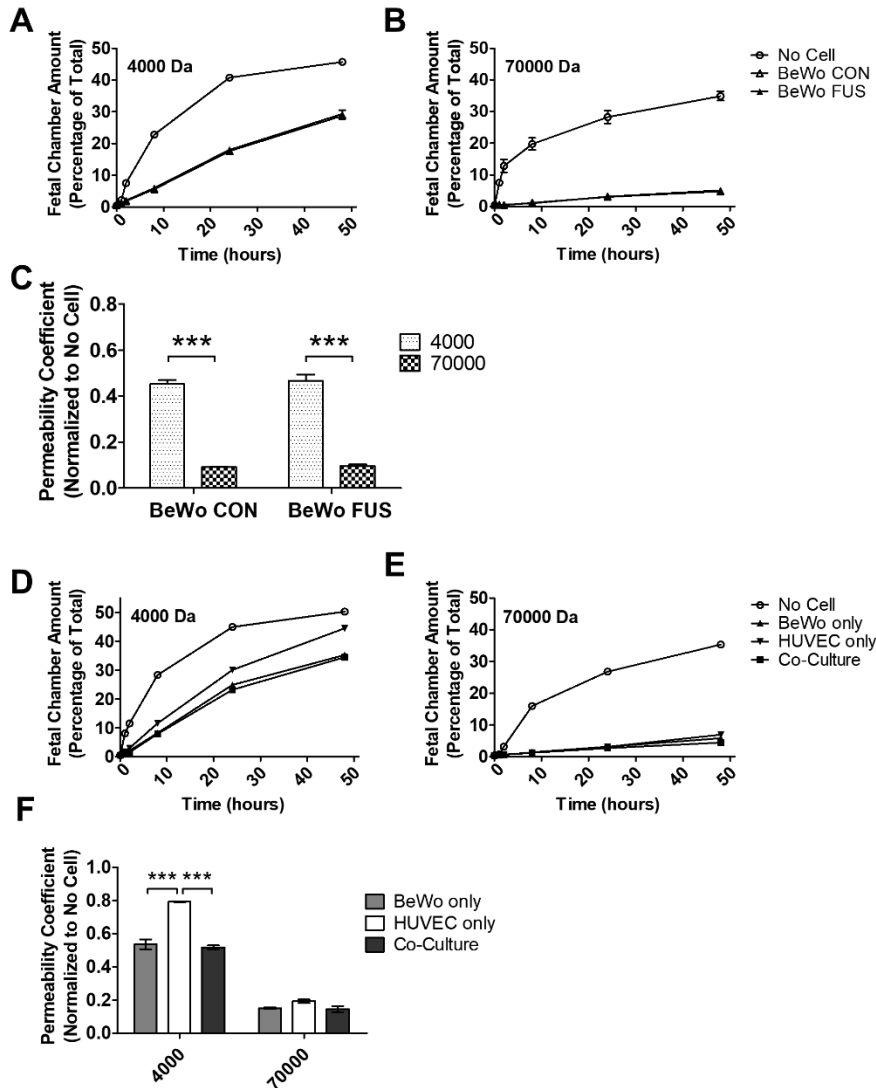 A
4000 Da
Fetal Chamber Amount
(Percentage of Total)
50
40
30
20
10
0
0
10
20
30
40
50
Time (hours)
B
70000 Da
Fetal Chamber Amount
(Percentage of Total)
50
40
30
20
10
0
0
10
20
30
40
50
Time (hours)
No Cell
BeWo CON
BeWo FUS
C
Permeability Coefficient
(Normalized to No Cell)
0.8
0.6
0.4
0.2
0.0
***
***
BeWo CON
BeWo FUS
4000
70000
D
4000 Da
Fetal Chamber Amount
(Percentage of Total)
50
40
30
20
10
0
0
10
20
30
40
50
Time (hours)
E
70000 Da
Fetal Chamber Amount
(Percentage of Total)
50
40
30
20
10
0
0
10
20
30
40
50
Time (hours)
No Cell
BeWo only
HUVEC only
Co-Culture
F
Permeability Coefficient
(Normalized to No Cell)
1.0
0.8
0.6
0.4
0.2
0.0
*** ***
4000
70000
BeWo only
HUVEC only
Co-Culture